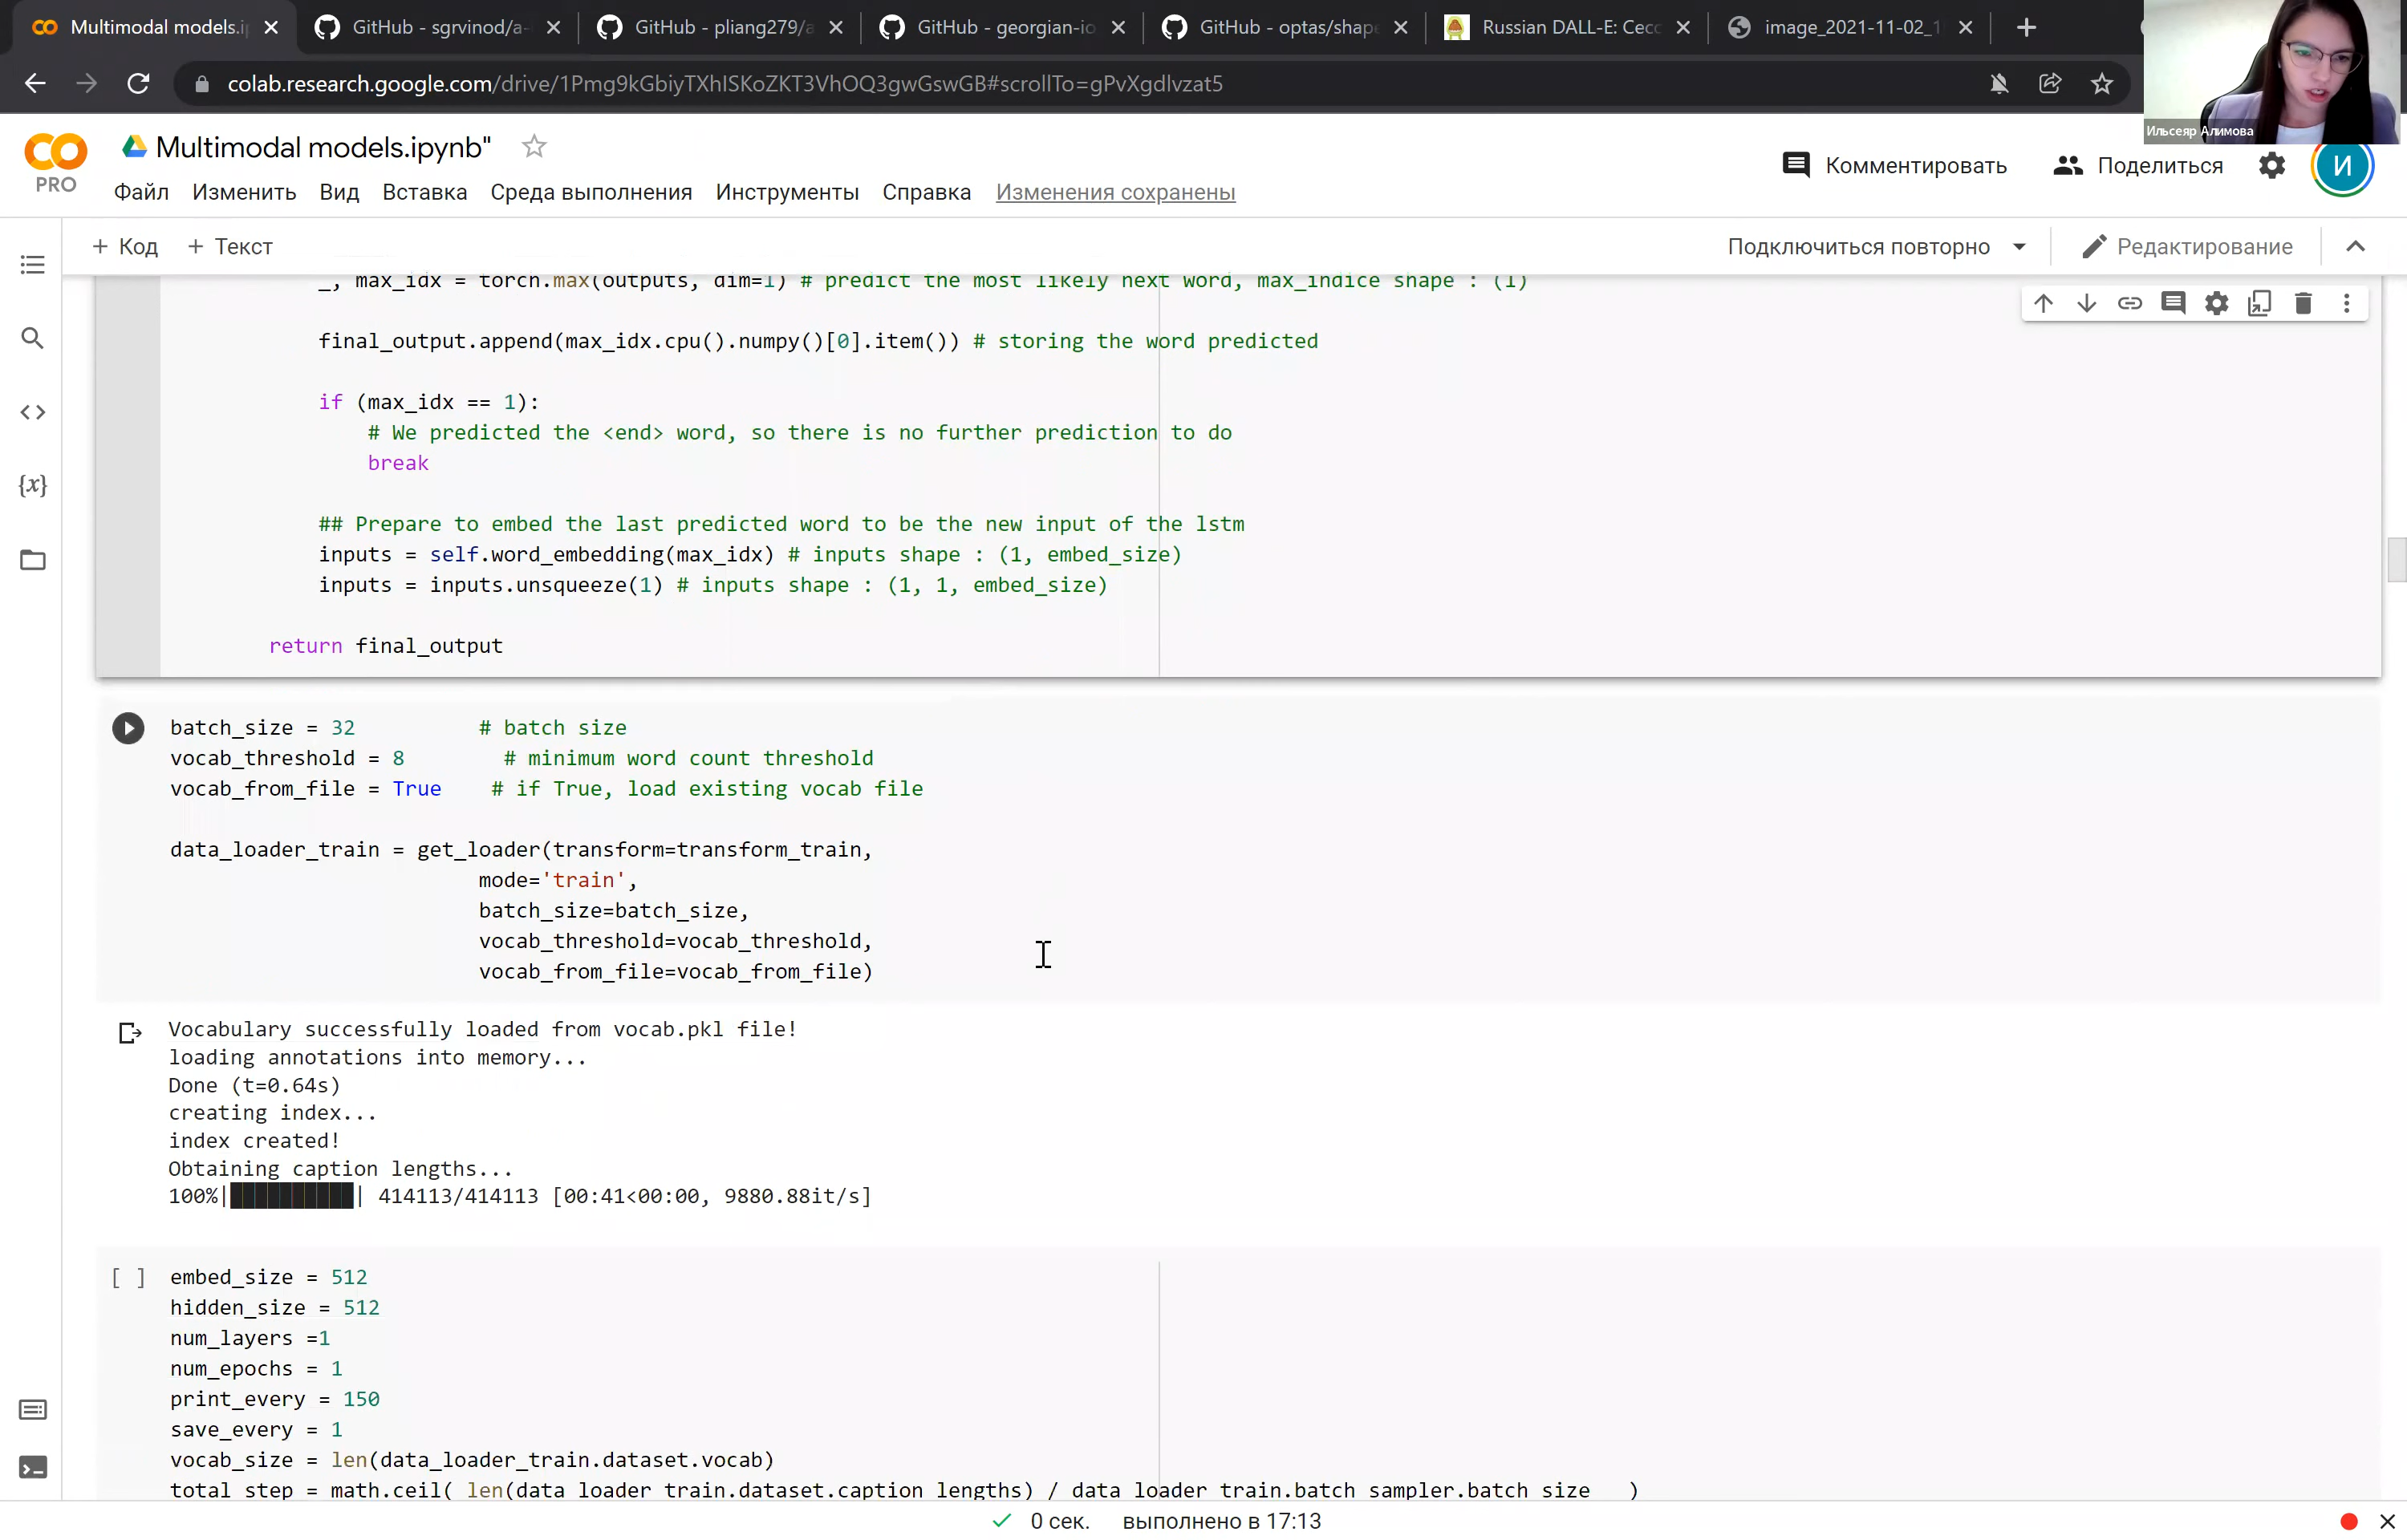 Multimodal models.i
GitHub - sgrvinod/a-
GitHub - pliang279/a
GitHub - georgian-io
GitHub - optas/shape
Russian DALL-E: Сесс
image_2021-11-02_1
colab.research.google.com/drive/1Pmg9kGbiyTXhISKoZKT3VhOQ3gwGswGB#scrollTo=gPvXgdlvzat5
Ильсеяр Алимова
PRO
Multimodal models.ipynb"
Комментировать
Поделиться
И
Файл Изменить Вид Вставка Среда выполнения Инструменты Справка Изменения сохранены
+ Код + Текст
Подключиться повторно
Редактирование
_, max_idx = torch.max(outputs, dim=1) # predict the most likely next word, max_indice shape : (1)
final_output.append(max_idx.cpu().numpy()[0].item()) # storing the word predicted
if (max_idx == 1):
# We predicted the <end> word, so there is no further prediction to do
break
## Prepare to embed the last predicted word to be the new input of the lstm
inputs = self.word_embedding(max_idx) # inputs shape : (1, embed_size)
inputs = inputs.unsqueeze(1) # inputs shape : (1, 1, embed_size)
return final_output
batch_size = 32 # batch size
vocab_threshold = 8 # minimum word count threshold
vocab_from_file = True # if True, load existing vocab file
data_loader_train = get_loader(transform=transform_train,
mode='train',
batch_size=batch_size,
vocab_threshold=vocab_threshold,
vocab_from_file=vocab_from_file)
Vocabulary successfully loaded from vocab.pkl file!
loading annotations into memory...
Done (t=0.64s)
creating index...
index created!
Obtaining caption lengths...
100%|██████████| 414113/414113 [00:41<00:00, 9880.88it/s]
[ ] embed_size = 512
hidden_size = 512
num_layers =1
num_epochs = 1
print_every = 150
save_every = 1
vocab_size = len(data_loader_train.dataset.vocab)
total_step = math.ceil( len(data_loader_train.dataset.caption_lengths) / data_loader_train.batch_sampler.batch_size )
0 сек. выполнено в 17:13